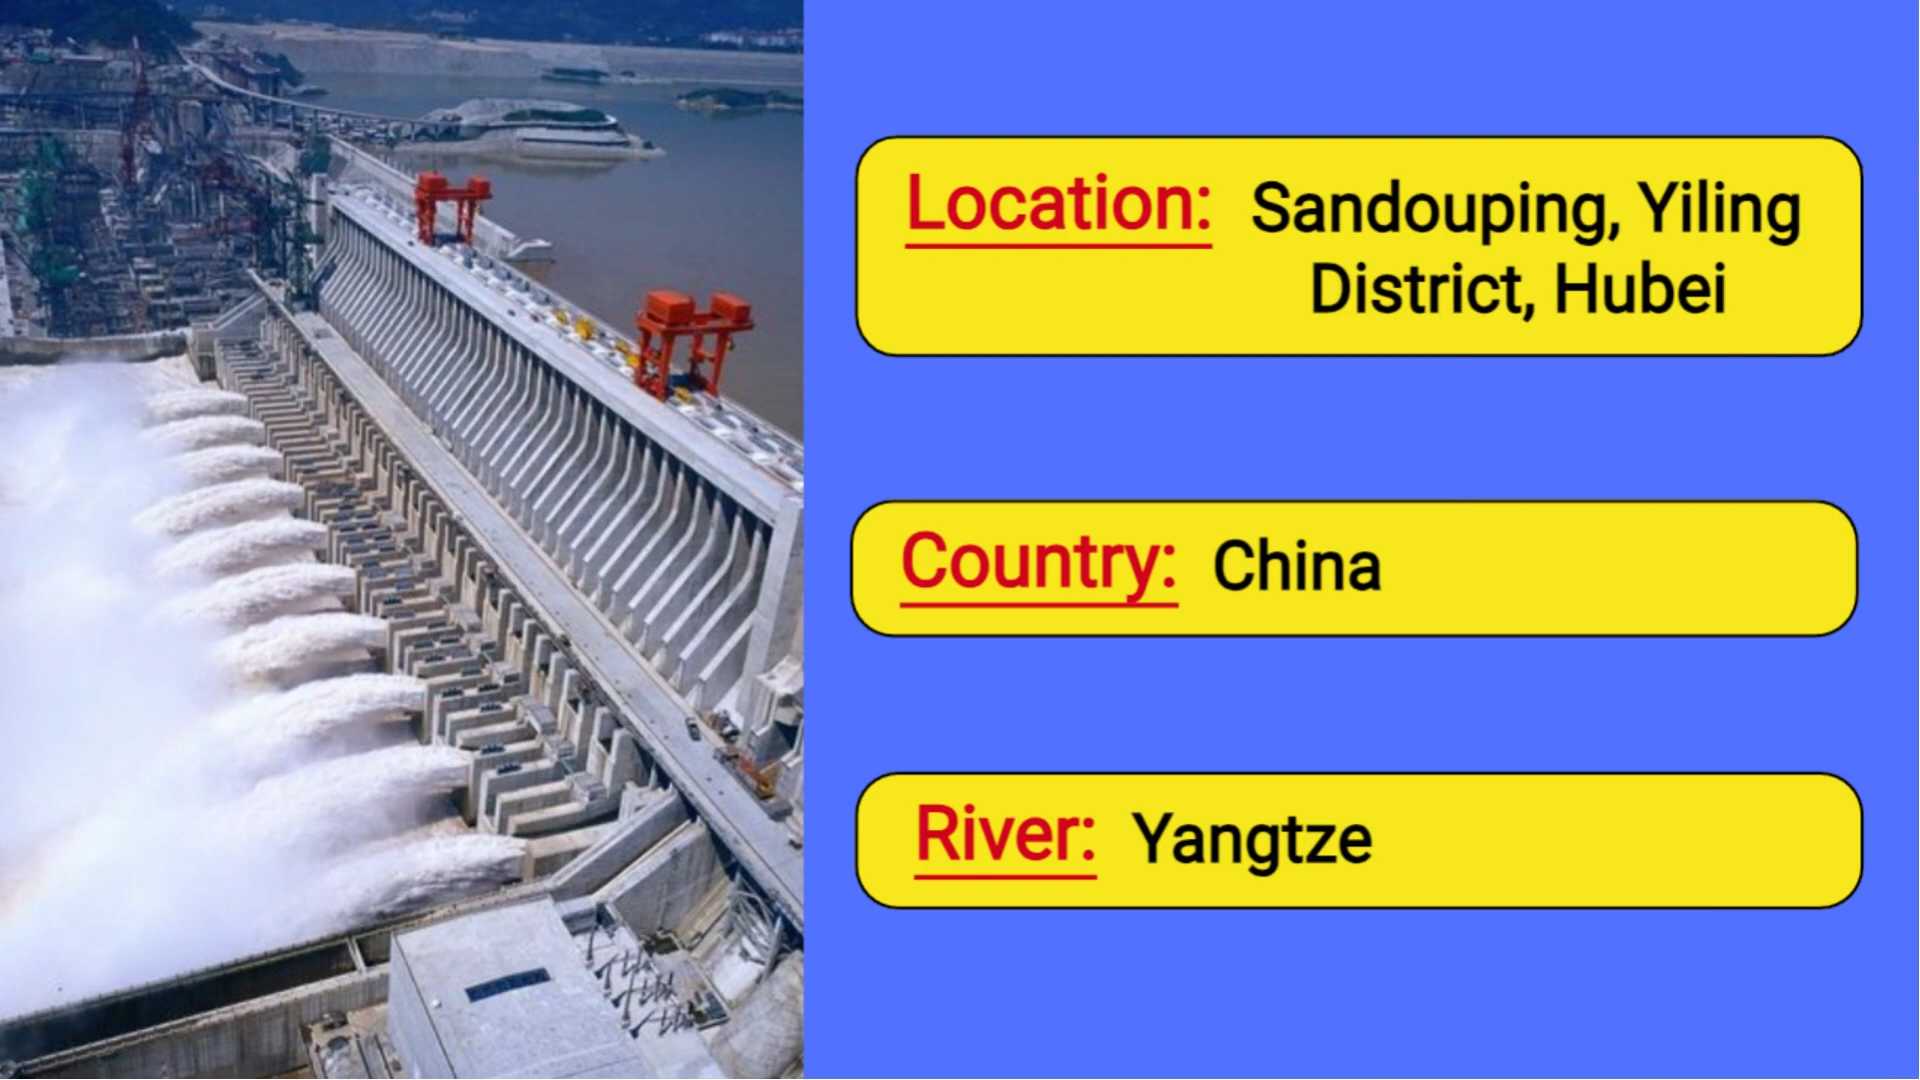 Location: Sandouping, Yiling
District, Hubei
Country: China
River: Yangtze